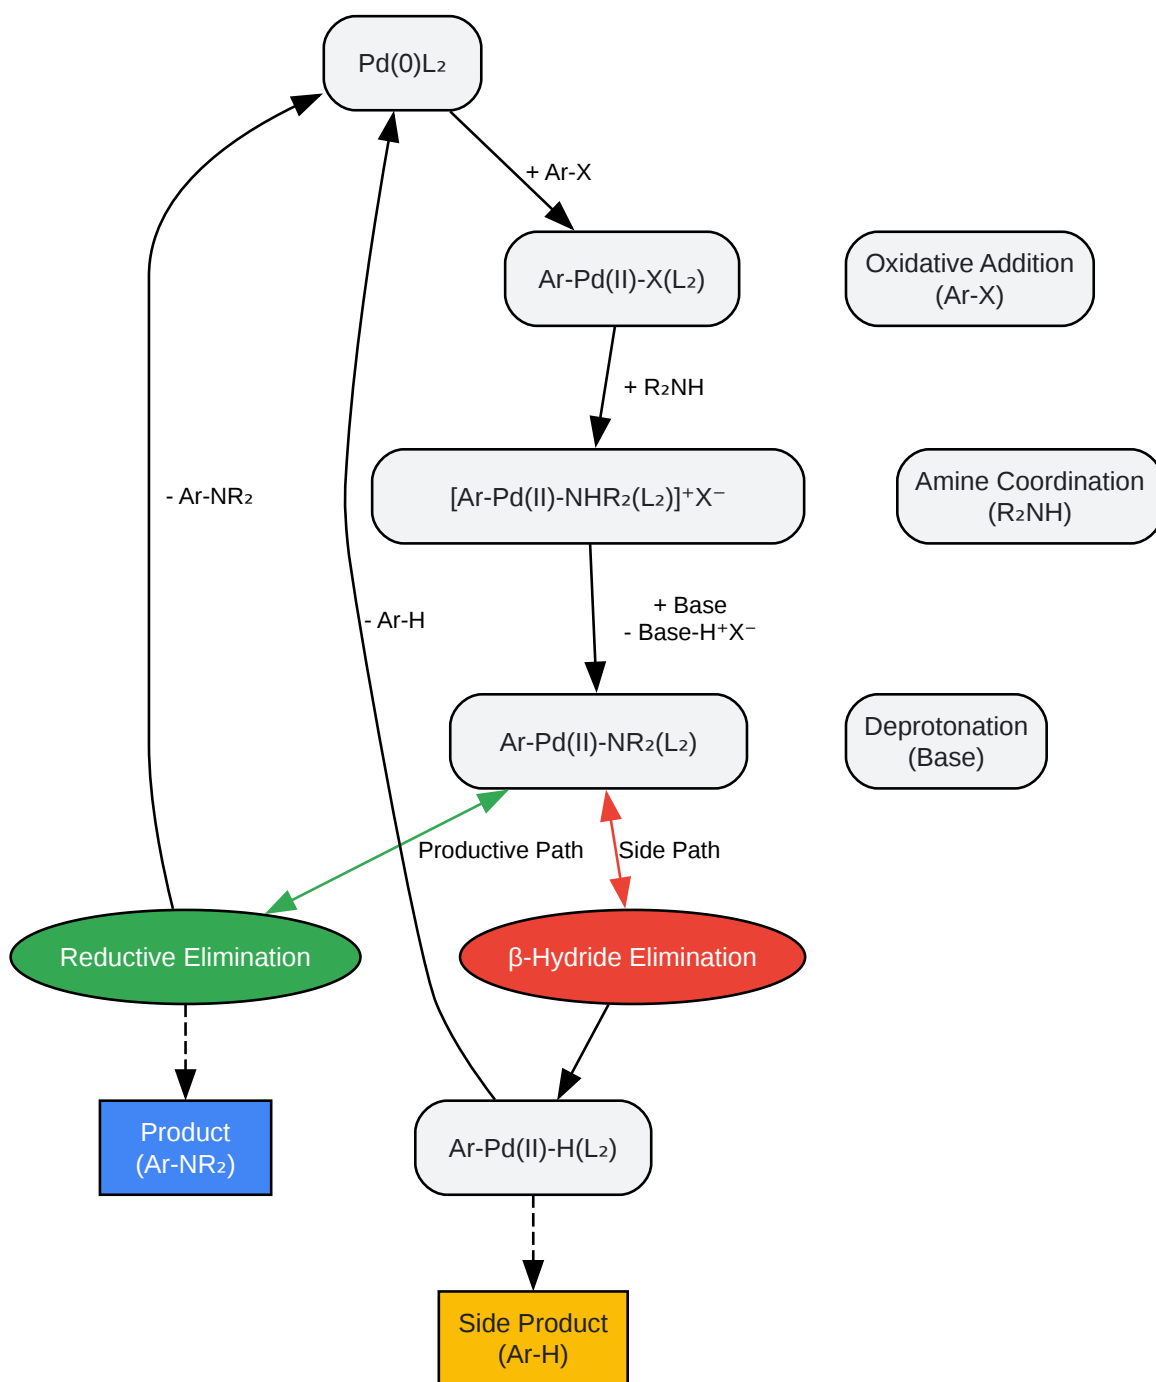 Pd(0)L₂
+ Ar-X
Ar-Pd(II)-X(L₂)
Oxidative Addition
(Ar-X)
+ R₂NH
[Ar-Pd(II)-NHR₂(L₂)]⁺X⁻
Amine Coordination
(R₂NH)
- Ar-NR₂
- Ar-H
+ Base
- Base-H⁺X⁻
Ar-Pd(II)-NR₂(L₂)
Deprotonation
(Base)
Productive Path
Side Path
Reductive Elimination
β-Hydride Elimination
Product
(Ar-NR₂)
Ar-Pd(II)-H(L₂)
Side Product
(Ar-H)